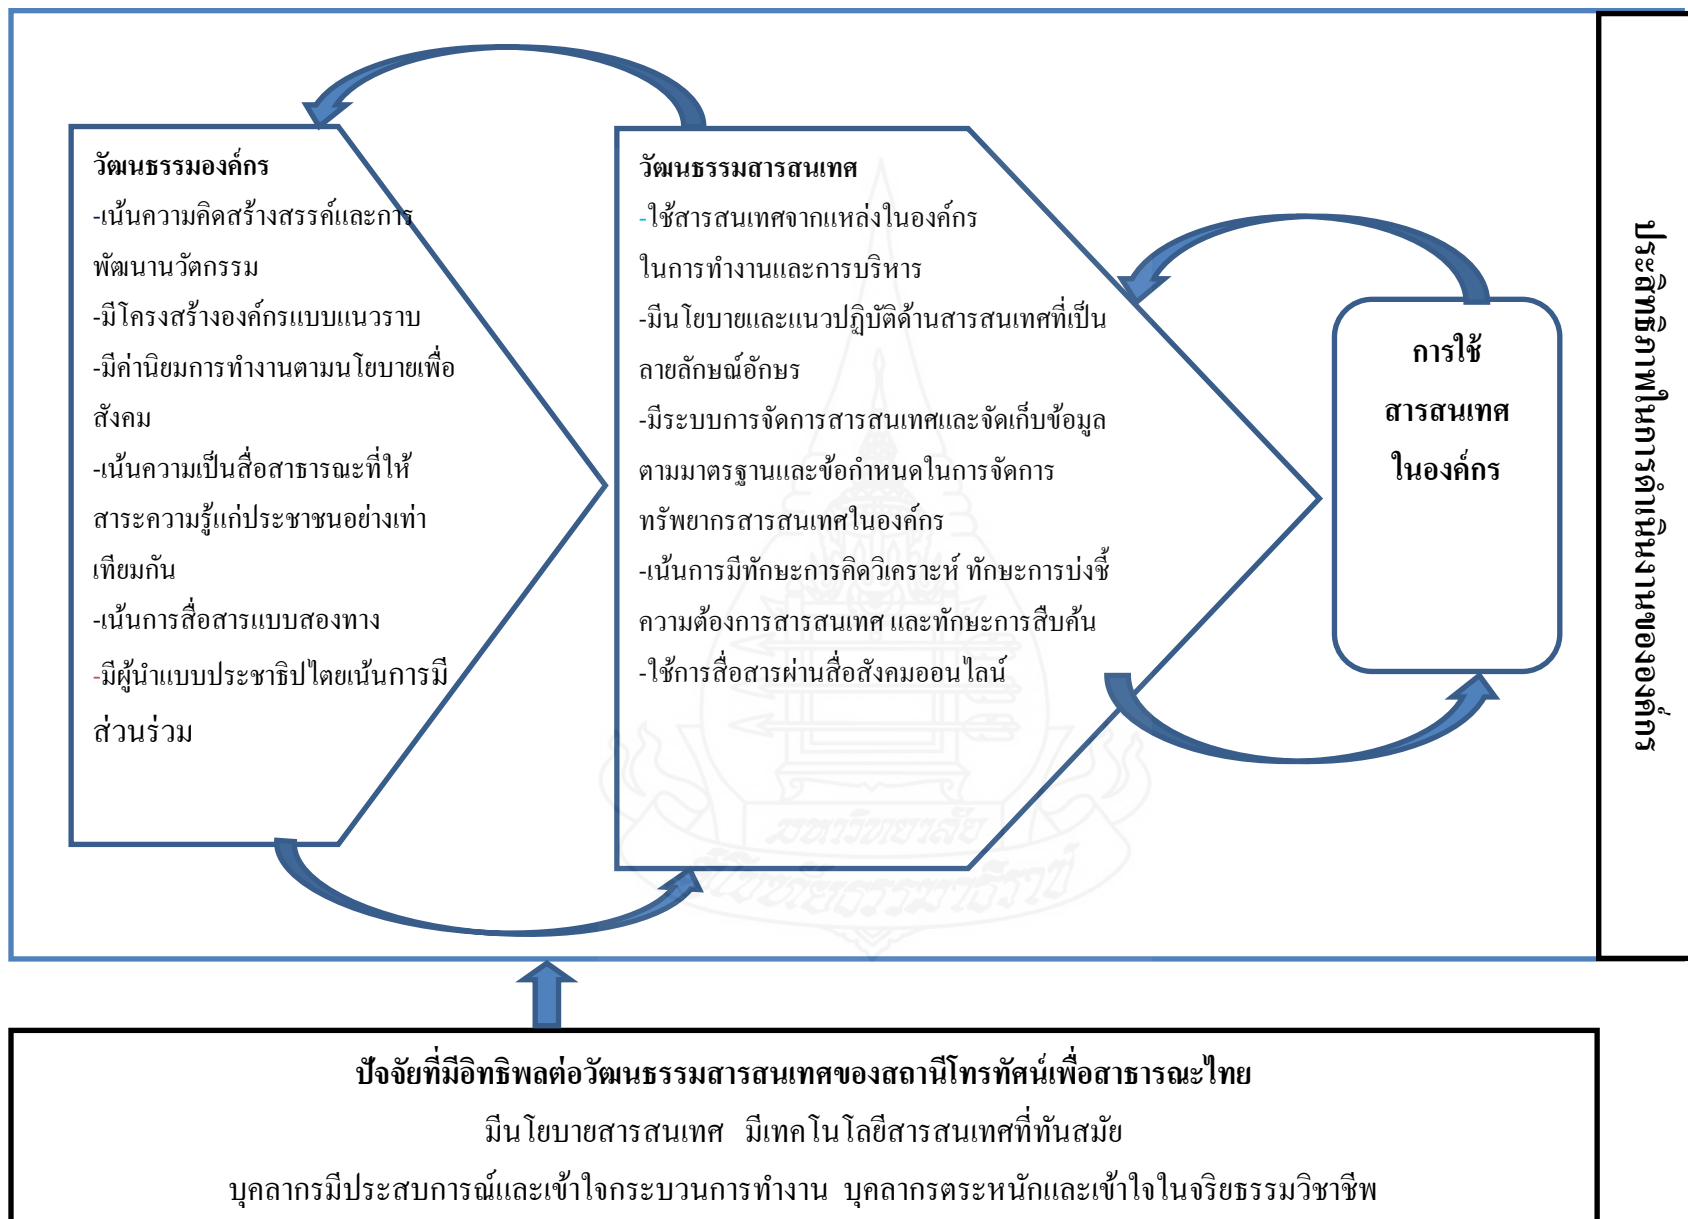 วัฒนธรรมองค์กร
-เน้นความคิดสร้างสรรค์และการ
พัฒนานวัตกรรม
-มีโครงสร้างองค์กรแบบแนวราบ
-มีค่านิยมการทำงานตามนโยบายเพื่อ
สังคม
-เน้นความเป็นสื่อสาธารณะที่ให้
สาระความรู้แก่ประชาชนอย่างเท่า
เทียมกัน
-เน้นการสื่อสารแบบสองทาง
-มีผู้นำแบบประชาธิปไตยเน้นการมี
ส่วนร่วม
วัฒนธรรมสารสนเทศ
-ใช้สารสนเทศจากแหล่งในองค์กร
ในการทำงานและการบริหาร
-มีนโยบายและแนวปฏิบัติด้านสารสนเทศที่เป็น
ลายลักษณ์อักษร
-มีระบบการจัดการสารสนเทศและจัดเก็บข้อมูล
ตามมาตรฐานและข้อกำหนดในการจัดการ
ทรัพยากรสารสนเทศในองค์กร
-เน้นการมีทักษะการคิดวิเคราะห์ ทักษะการบ่งชี้
ความต้องการสารสนเทศ และทักษะการสืบค้น
-ใช้การสื่อสารผ่านสื่อสังคมออนไลน์
มหาวิทยาลัย
สุโขทัยธรรมาธิราช
การใช้
สารสนเทศ
ในองค์กร
ประสิทธิภาพในการดำเนินงานขององค์กร
ปัจจัยที่มีอิทธิพลต่อวัฒนธรรมสารสนเทศของสถานีโทรทัศน์เพื่อสาธารณะไทย
มีนโยบายสารสนเทศ มีเทคโนโลยีสารสนเทศที่ทันสมัย
บุคลากรมีประสบการณ์และเข้าใจกระบวนการทำงาน บุคลากรตระหนักและเข้าใจในจริยธรรมวิชาชีพ